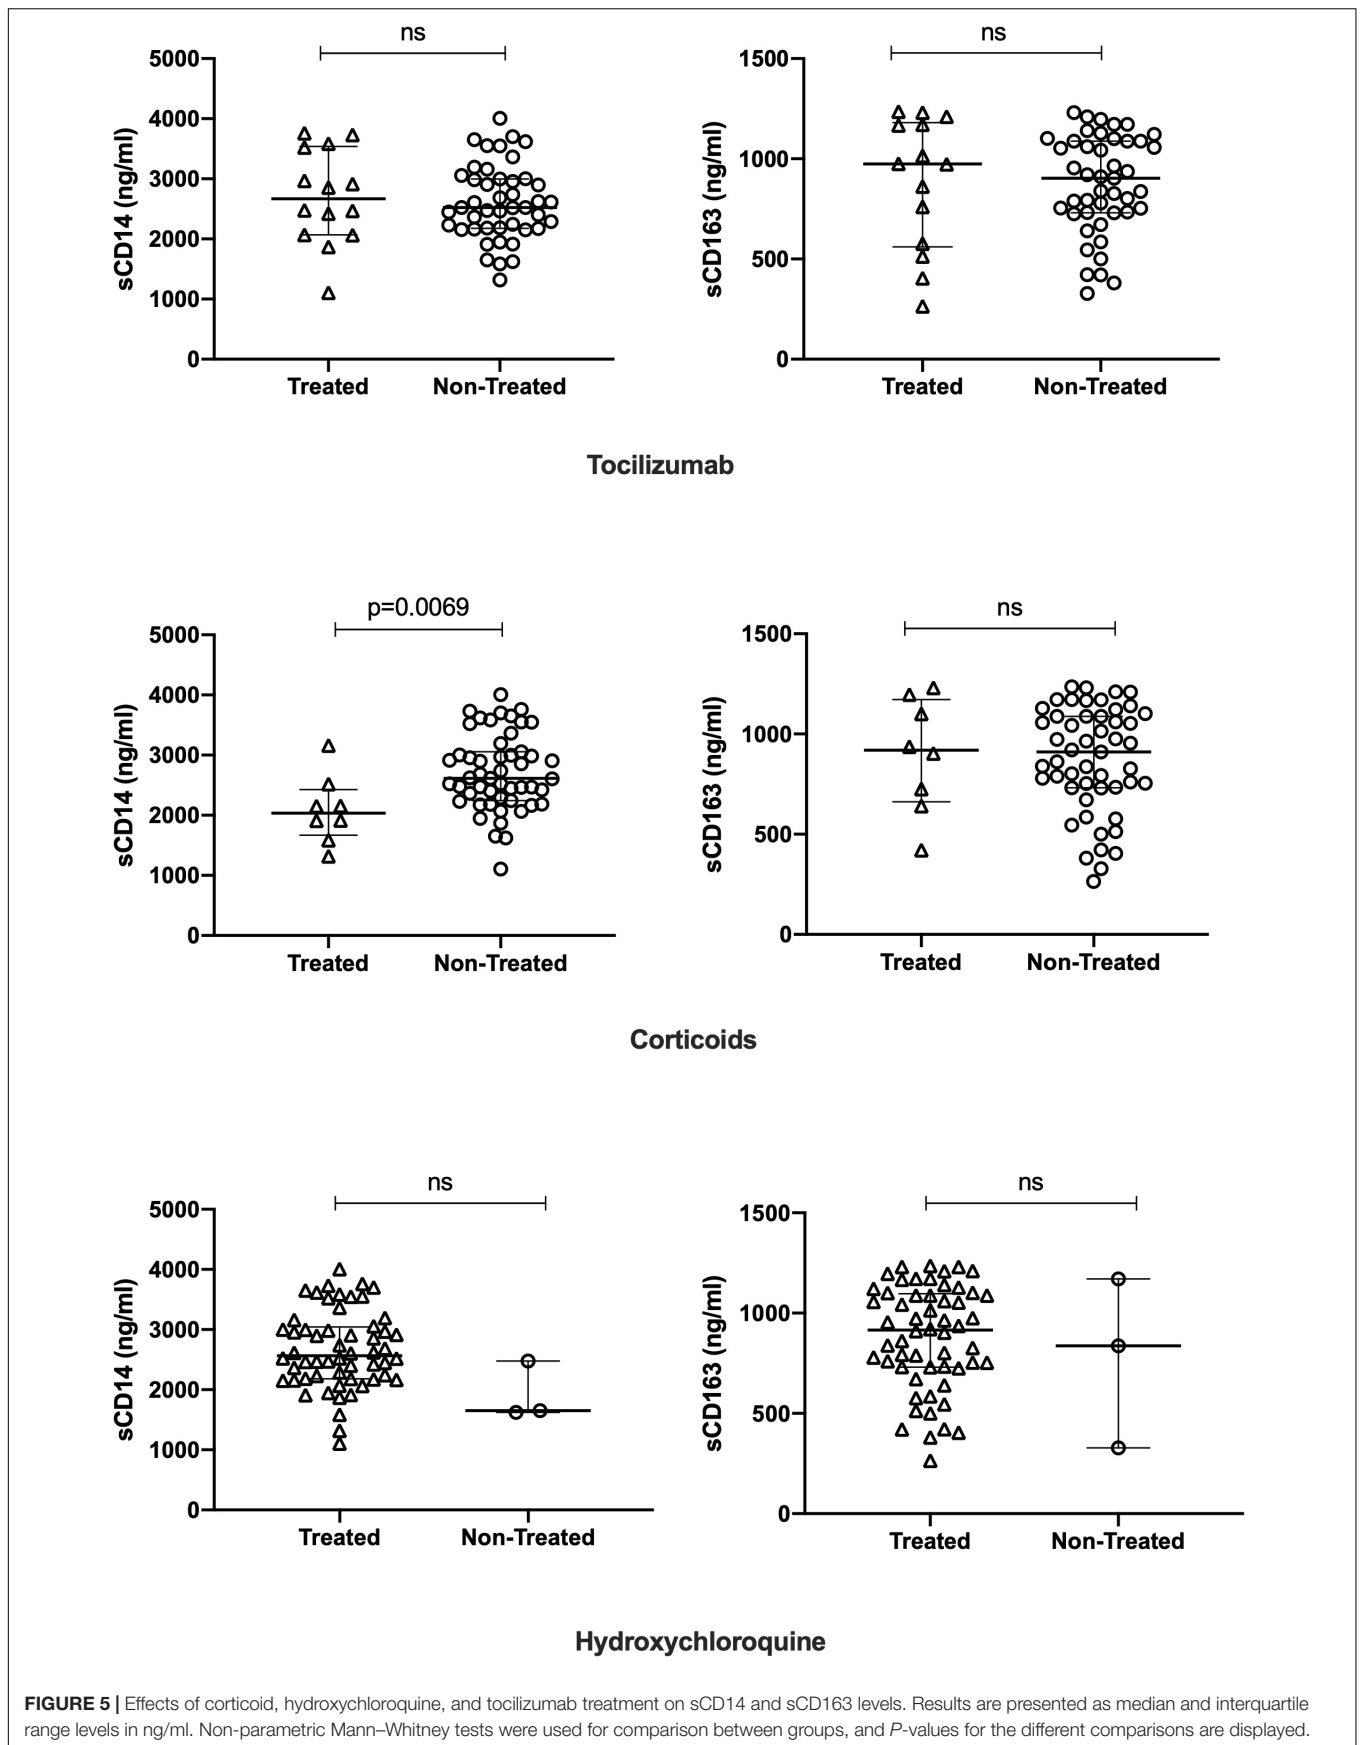 ns
ns
5000
4000
3000
2000
1000
0
sCD14 (ng/ml)
Treated
Non-Treated
1500
1000
500
0
sCD163 (ng/ml)
Treated
Non-Treated
Tocilizumab
p=0.0069
ns
5000
4000
3000
2000
1000
0
sCD14 (ng/ml)
Treated
Non-Treated
1500
1000
500
0
sCD163 (ng/ml)
Treated
Non-Treated
Corticoids
ns
ns
5000
4000
3000
2000
1000
0
sCD14 (ng/ml)
Treated
Non-Treated
1500
1000
500
0
sCD163 (ng/ml)
Treated
Non-Treated
Hydroxychloroquine
FIGURE 5 | Effects of corticoid, hydroxychloroquine, and tocilizumab treatment on sCD14 and sCD163 levels. Results are presented as median and interquartile
range levels in ng/ml. Non-parametric Mann–Whitney tests were used for comparison between groups, and P-values for the different comparisons are displayed.